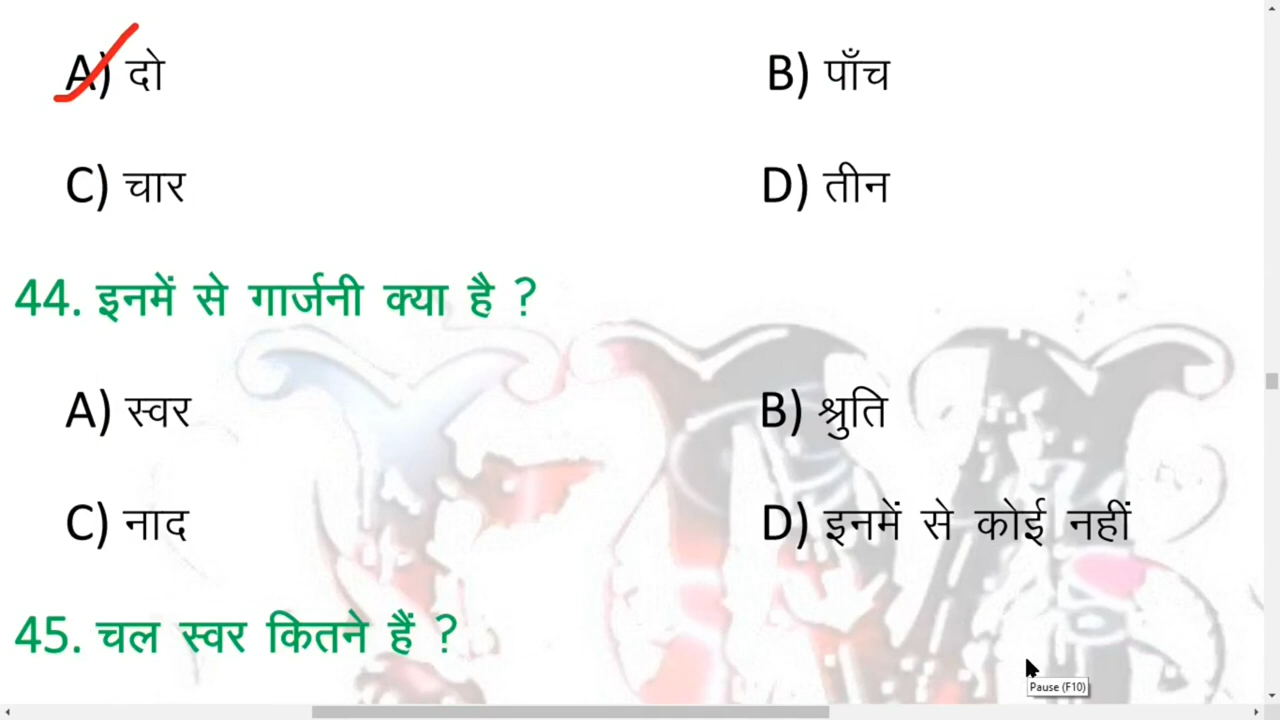 A) दो B) पाँच
C) चार D) तीन
44. इनमें से गार्जनी क्या है ?
A) स्वर B) श्रुति
C) नाद D) इनमें से कोई नहीं
45. चल स्वर कितने हैं ?
Pause (F10)